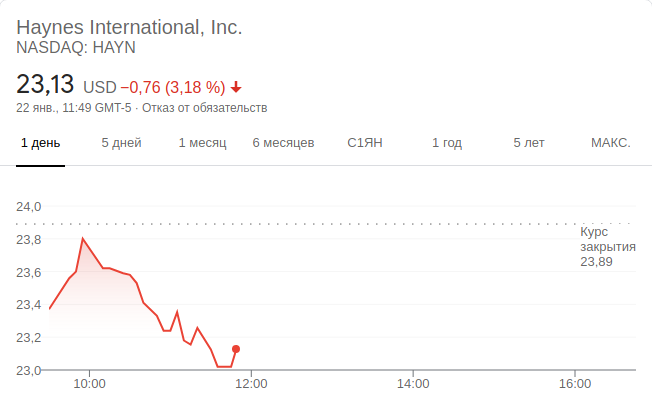 Haynes International, Inc.
NASDAQ: HAYN
23,13 USD −0,76 (3,18 %)
22 янв., 11:49 GMT-5 · Отказ от обязательств
1 день 5 дней 1 месяц 6 месяцев С1ЯН 1 год 5 лет МАКС.
24,0
Курс
закрытия
23,89
23,8
23,6
23,4
23,2
23,0
10:00 12:00 14:00 16:00